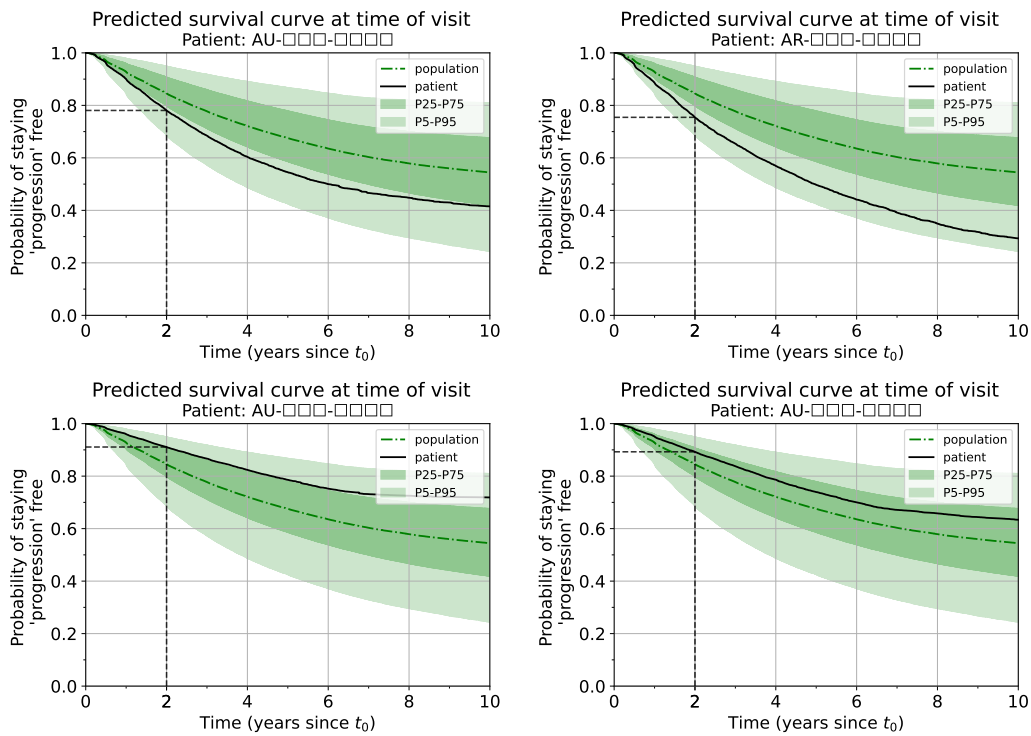 Predicted survival curve at time of visit
Patient: AU-□□□-□□□□
Probability of staying
'progression' free
1.0
0.8
0.6
0.4
0.2
0.0
population
patient
P25-P75
P5-P95
0 2 4 6 8 10
Time (years since t0)
Predicted survival curve at time of visit
Patient: AR-□□□-□□□□
Probability of staying
'progression' free
1.0
0.8
0.6
0.4
0.2
0.0
population
patient
P25-P75
P5-P95
0 2 4 6 8 10
Time (years since t0)
Predicted survival curve at time of visit
Patient: AU-□□□-□□□□
Probability of staying
'progression' free
1.0
0.8
0.6
0.4
0.2
0.0
population
patient
P25-P75
P5-P95
0 2 4 6 8 10
Time (years since t0)
Predicted survival curve at time of visit
Patient: AU-□□□-□□□□
Probability of staying
'progression' free
1.0
0.8
0.6
0.4
0.2
0.0
population
patient
P25-P75
P5-P95
0 2 4 6 8 10
Time (years since t0)